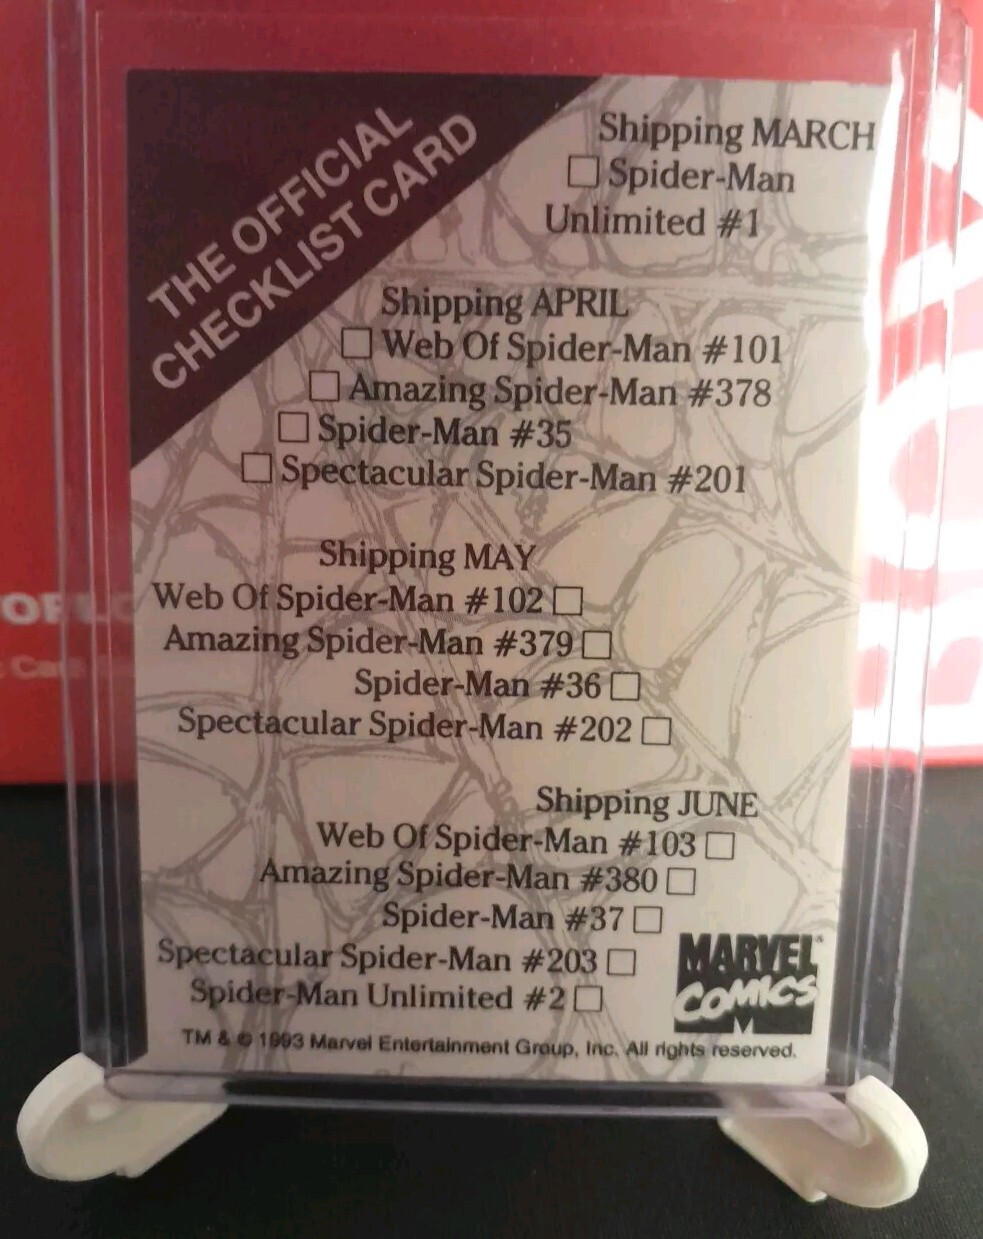 THE OFFICIAL
CHECKLIST CARD
Shipping MARCH
Spider-Man
Unlimited #1
Shipping APRIL
Web Of Spider-Man #101
Amazing Spider-Man #378
Spider-Man #35
Spectacular Spider-Man #201
Shipping MAY
Web Of Spider-Man #102
Amazing Spider-Man #379
Spider-Man #36
Spectacular Spider-Man #202
Shipping JUNE
Web Of Spider-Man #103
Amazing Spider-Man #380
Spider-Man #37
Spectacular Spider-Man #203
Spider-Man Unlimited #2
MARVEL
COMICS
TM & © 1993 Marvel Entertainment Group, Inc. All rights reserved.